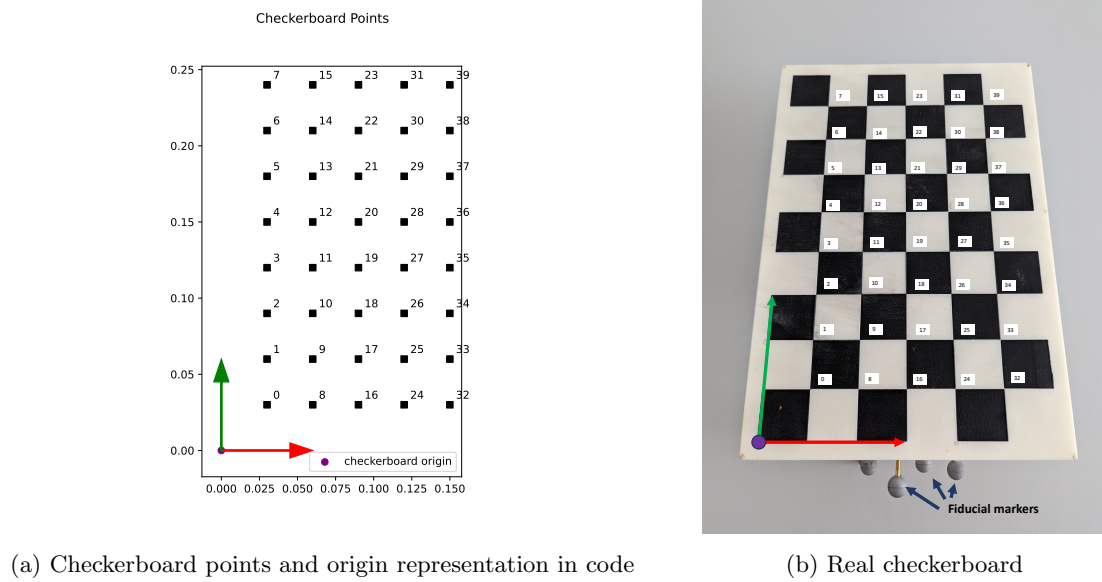 Checkerboard Points
0.25
7 15 23 31 39
6 14 22 30 38
0.20
5 13 21 29 37
4 12 20 28 36
0.15
3 11 19 27 35
2 10 18 26 34
0.10
1 9 17 25 33
0.05
0 8 16 24 32
0.00
checkerboard origin
0.000 0.025 0.050 0.075 0.100 0.125 0.150
(a) Checkerboard points and origin representation in code
7 15 23 31 39
6 14 22 30 38
5 13 21 29 37
4 12 20 28 36
3 11 19 27 35
2 10 18 26 34
1 9 17 25 33
0 8 16 24 32
Fiducial markers
(b) Real checkerboard